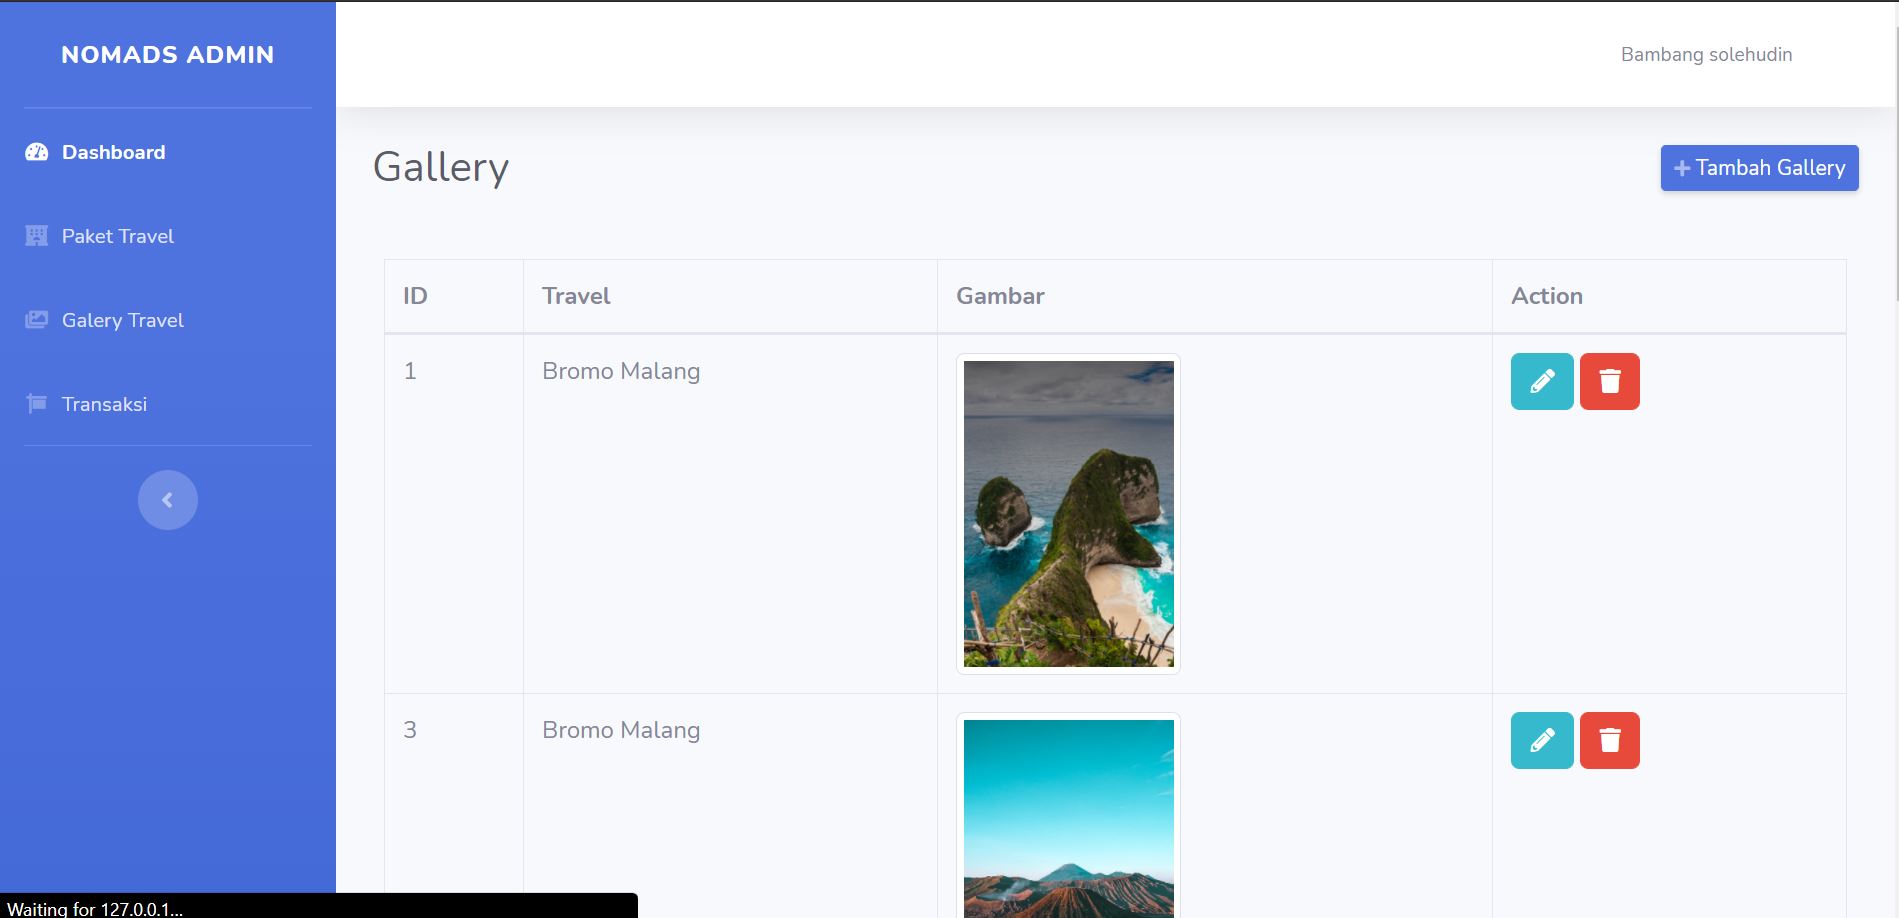 NOMADS ADMIN
Bambang solehudin
Dashboard
Paket Travel
Galery Travel
Transaksi
Gallery
Tambah Gallery
ID Travel Gambar Action
1 Bromo Malang
3 Bromo Malang
Waiting for 127.0.0.1...